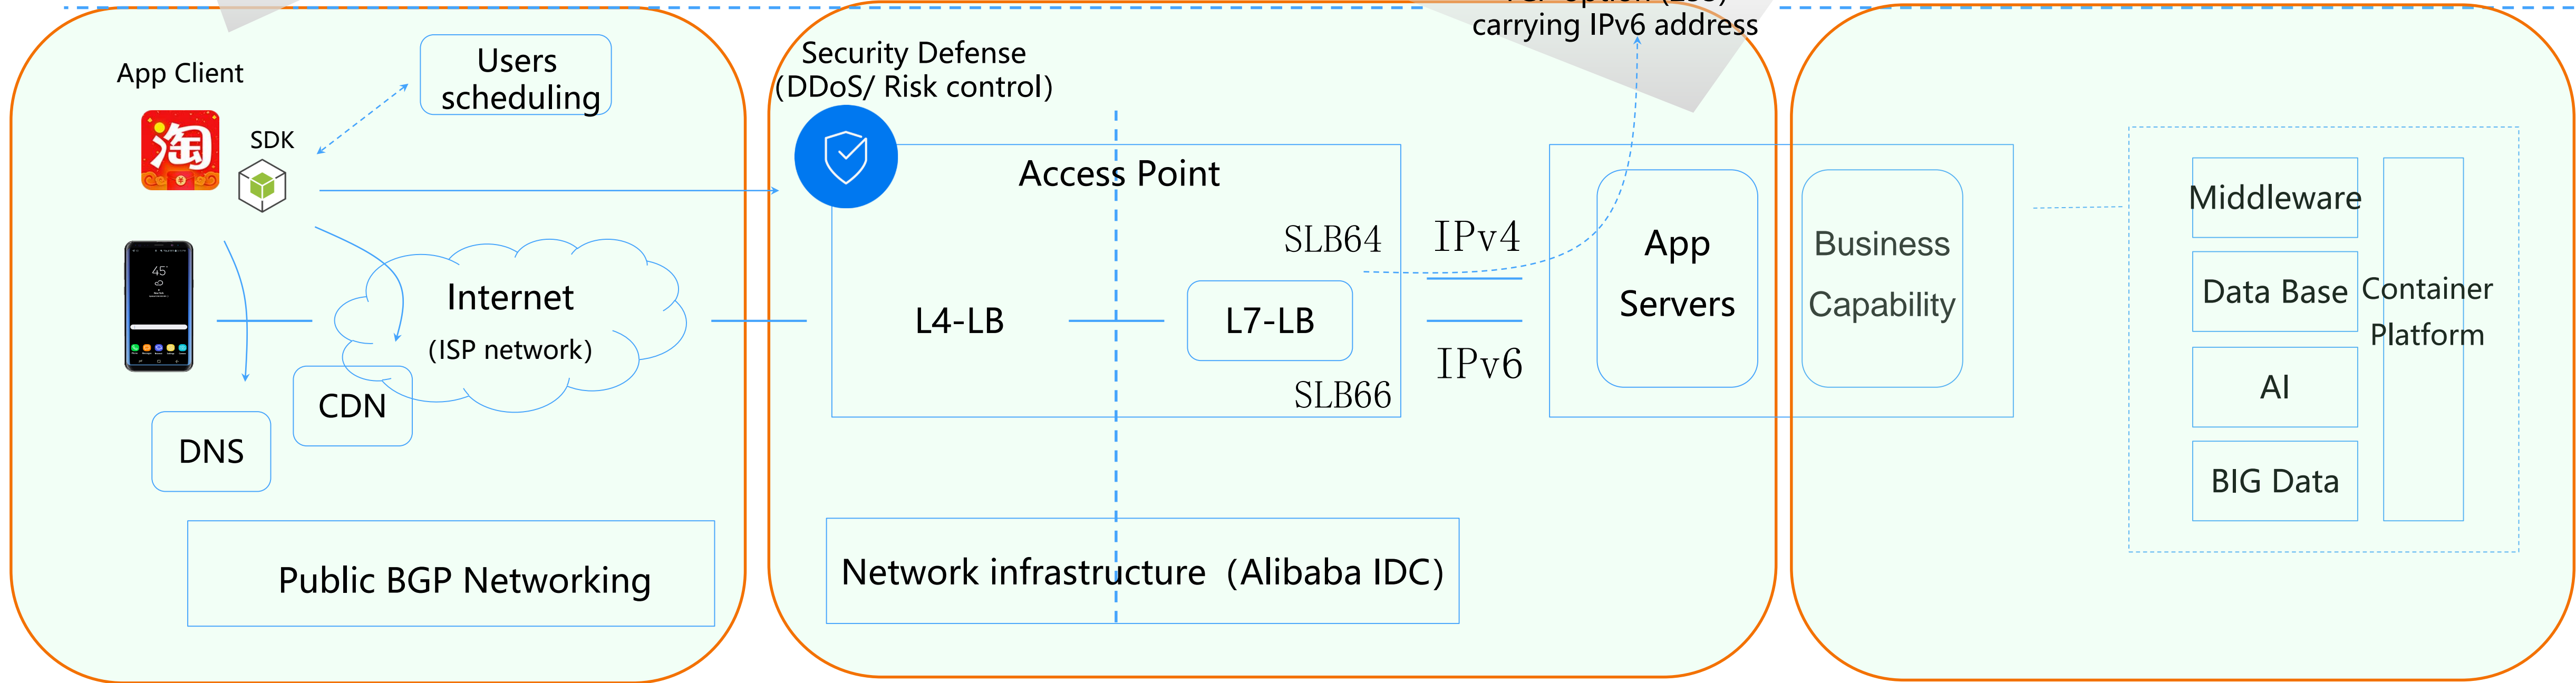 carrying IPv6 address
App Client
Users
scheduling
SDK
淘
45°
Internet
(ISP network)
CDN
DNS
Public BGP Networking
Security Defense
(DDoS/ Risk control)
Access Point
SLB64
L4-LB
L7-LB
SLB66
IPv4
IPv6
Network infrastructure（Alibaba IDC）
App
Servers
Business
Capability
Middleware
Data Base
AI
BIG Data
Container
Platform